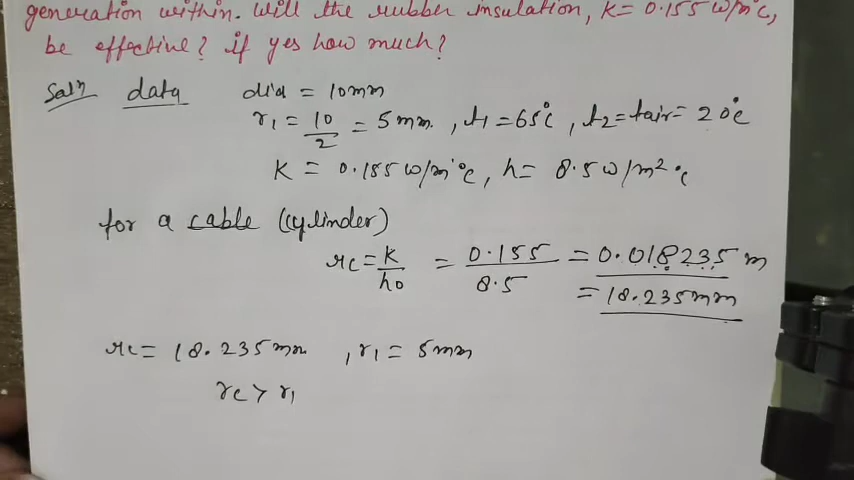 generation within. Will the rubber insulation, K = 0.155 w/m°c,
be effective? if yes how much?
Soln data dia = 10mm
r1 = 10/2 = 5mm, t1 = 65°c, t2 = tair = 20°c
K = 0.155 w/m°c, h = 8.5 w/m² °c
for a cable (cylinder)
rc = K/ho = 0.155/8.5 = 0.018235 m
= 18.235mm
rc = 18.235mm, r1 = 5mm
rc > r1